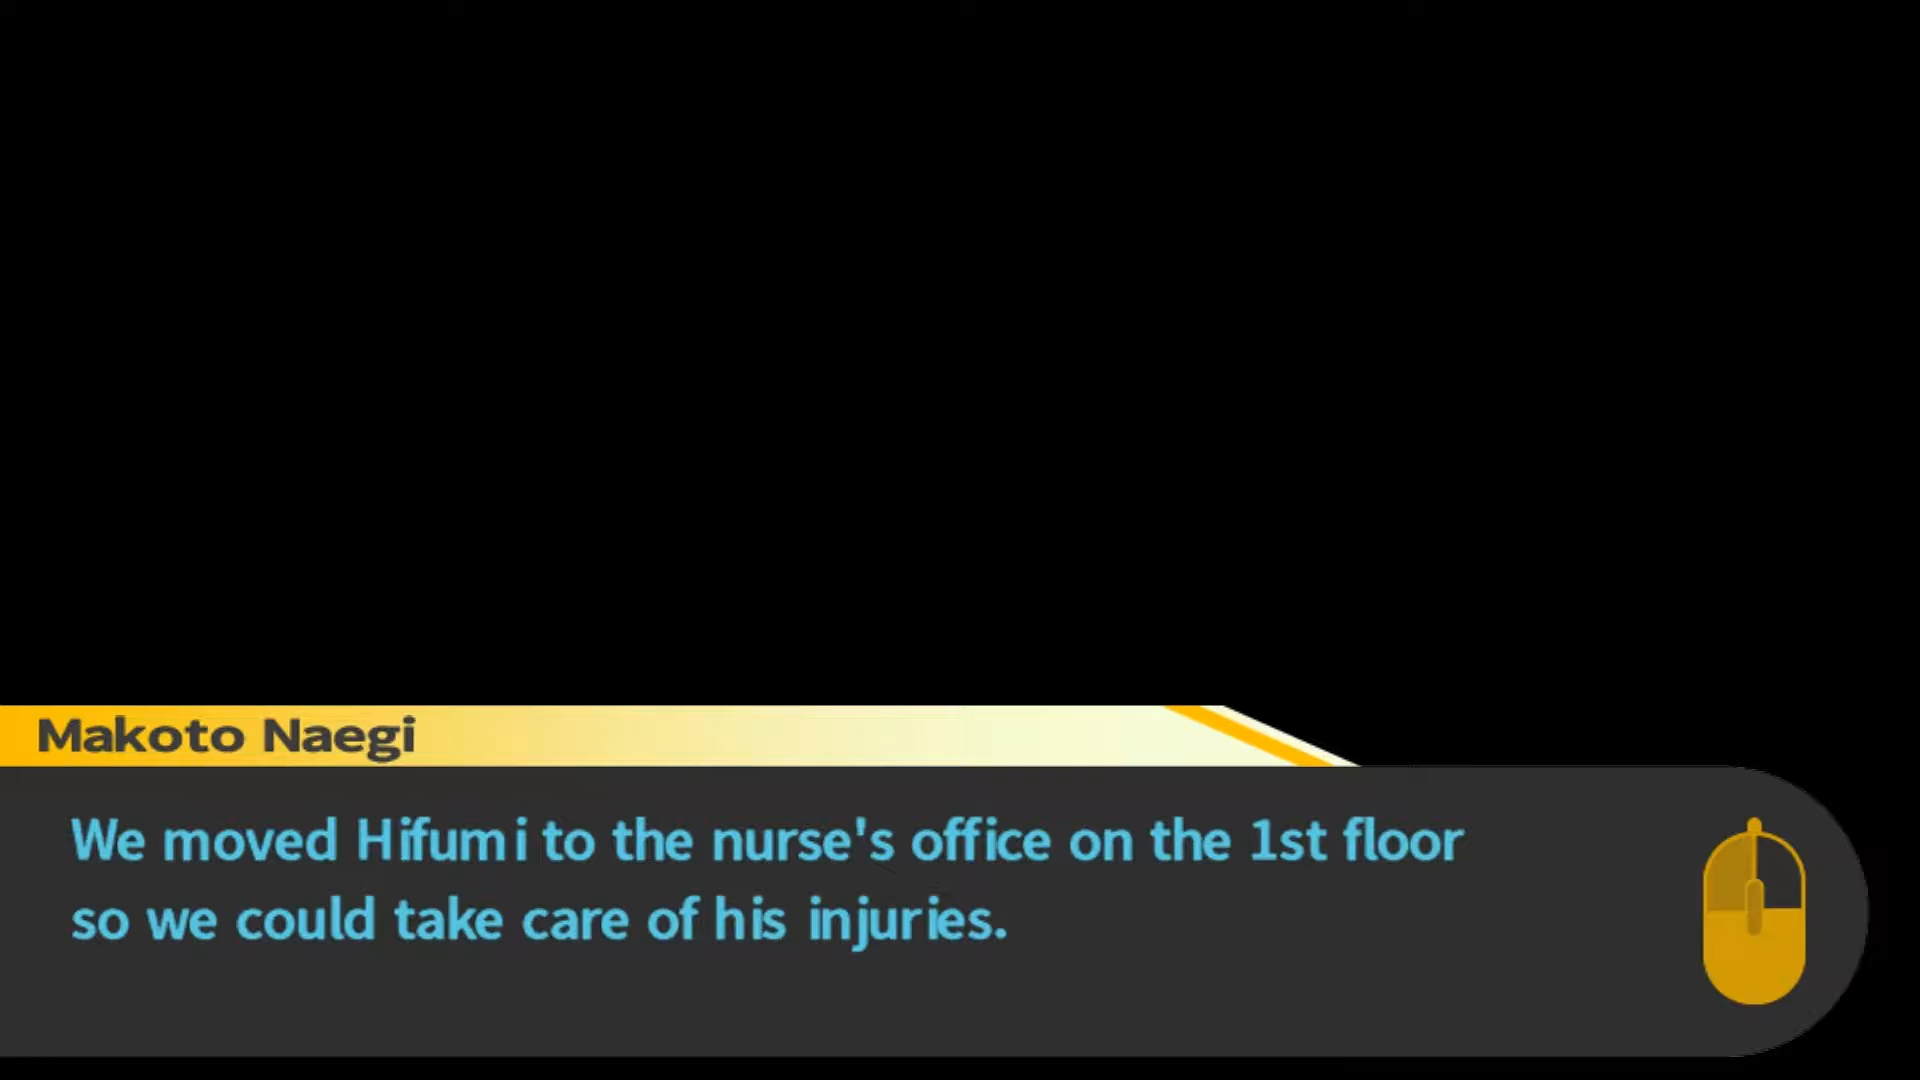 Makoto Naegi
We moved Hifumi to the nurse's office on the 1st floor
so we could take care of his injuries.